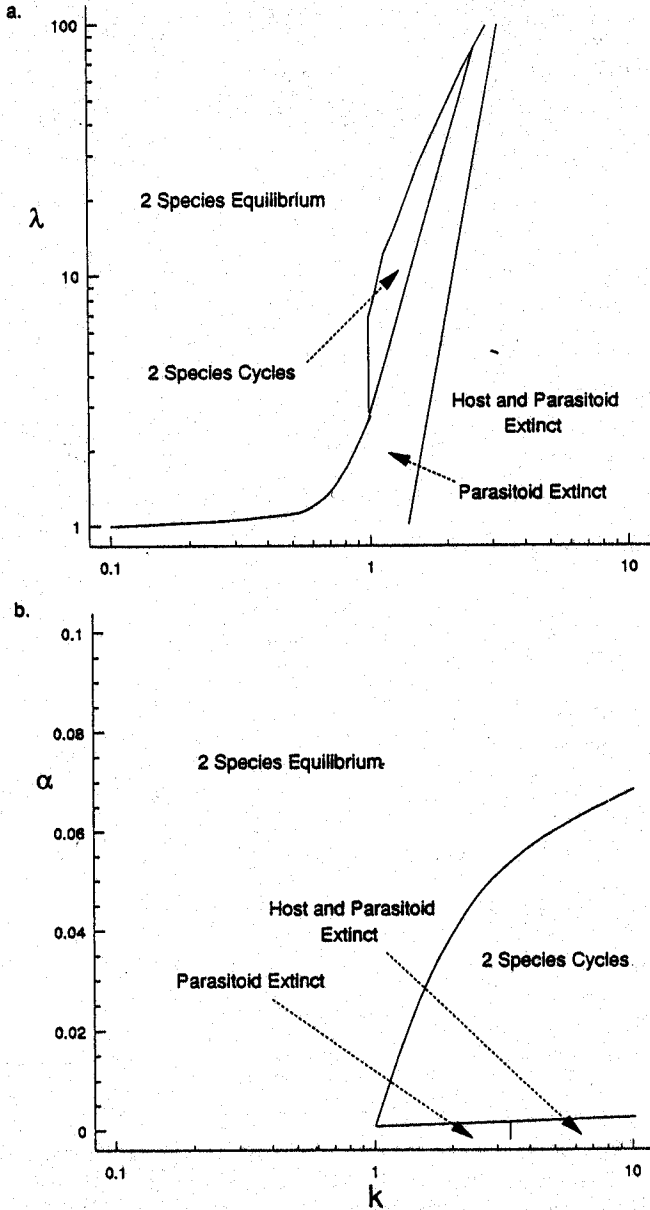 a.
100
2 Species Equilibrium
λ
10
2 Species Cycles
Host and Parasitoid
Extinct
Parasitoid Extinct
1
0.1
1
10
b.
0.1
0.08
2 Species Equilibrium
α
0.06
Host and Parasitoid
Extinct
0.04
2 Species Cycles
Parasitoid Extinct
0.02
0
0.1
1
10
k